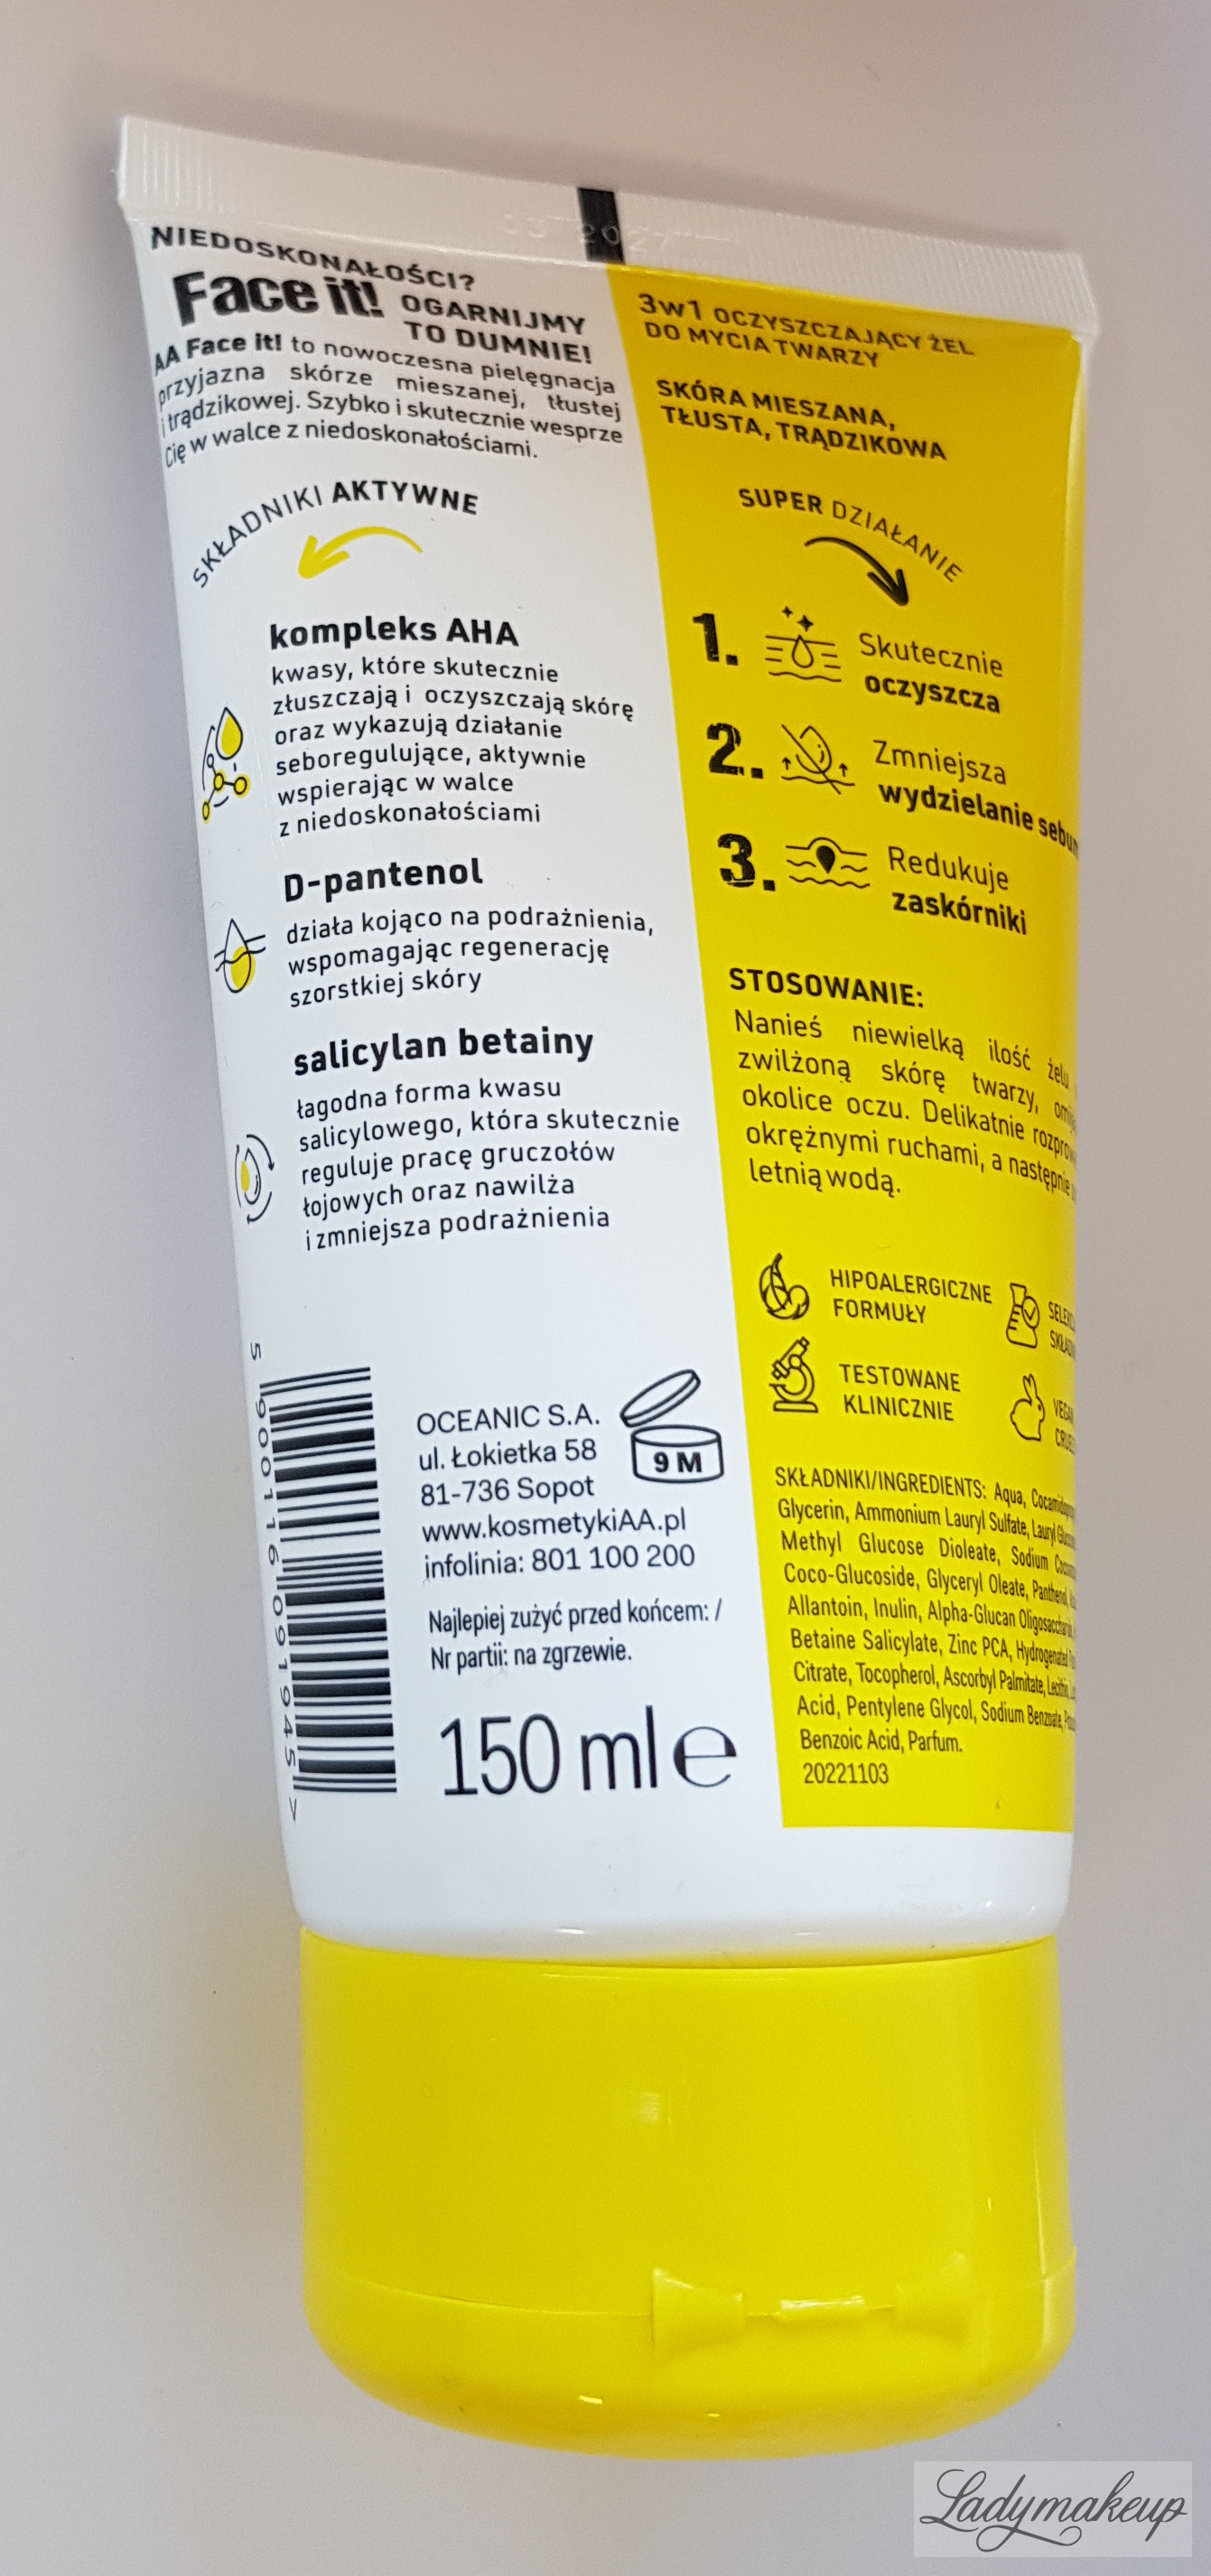 03 2027
NIEDOSKONAŁOŚCI?
Face it! OGARNIJMY
TO DUMNIE!
AA Face it! to nowoczesna pielęgnacja
przyjazna skórze mieszanej, tłustej
i trądzikowej. Szybko i skutecznie wesprze
Cię w walce z niedoskonałościami.
SKŁADNIKI AKTYWNE
kompleks AHA
kwasy, które skutecznie
złuszczają i oczyszczają skórę
oraz wykazują działanie
seboregulujące, aktywnie
wspierając w walce
z niedoskonałościami
D-pantenol
działa kojąco na podrażnienia,
wspomagając regenerację
szorstkiej skóry
salicylan betainy
łagodna forma kwasu
salicylowego, która skutecznie
reguluje pracę gruczołów
łojowych oraz nawilża
i zmniejsza podrażnienia
5 900116 091945 >
OCEANIC S.A.
ul. Łokietka 58
81-736 Sopot
www.kosmetykiAA.pl
infolinia: 801 100 200
9 M
Najlepiej zużyć przed końcem: /
Nr partii: na zgrzewie.
150 ml e
3w1 OCZYSZCZAJĄCY ŻEL
DO MYCIA TWARZY
SKÓRA MIESZANA,
TŁUSTA, TRĄDZIKOWA
SUPER DZIAŁANIE
1. Skutecznie
oczyszcza
2. Zmniejsza
wydzielanie
3. Redukuje
zaskórniki
STOSOWANIE:
Nanieś niewielką ilość żelu
zwilżoną skórę twarzy,
okolice oczu. Delikatnie
okrężnymi ruchami, a następnie
letnią wodą.
HIPOALERGICZNE
FORMUŁY
TESTOWANE
KLINICZNIE
SKŁADNIKI/INGREDIENTS: Aqua,
Glycerin, Ammonium Lauryl Sulfate, Lauryl
Methyl Glucose Dioleate, Sodium
Coco-Glucoside, Glyceryl Oleate, Panthenol,
Allantoin, Inulin, Alpha-Glucan
Betaine Salicylate, Zinc PCA, Hydrogenated
Citrate, Tocopherol, Ascorbyl Palmitate, Lecithin,
Acid, Pentylene Glycol, Sodium Benzoate,
Benzoic Acid, Parfum.
20221103
Ladymakeup